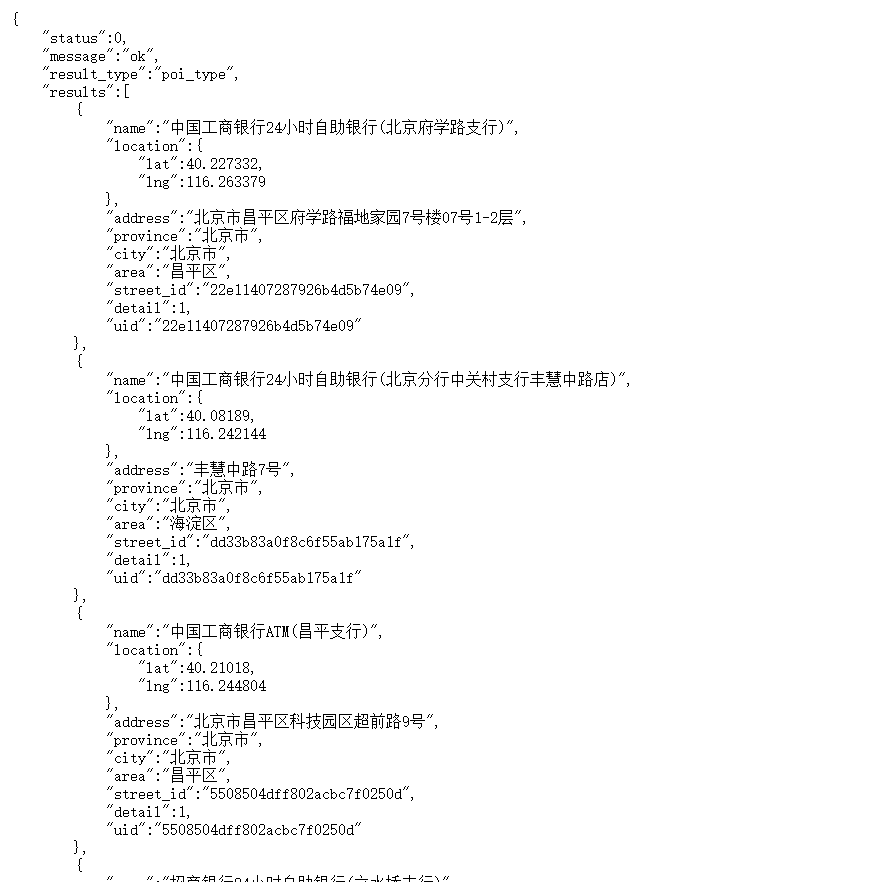 {
"status":0,
"message":"ok",
"result_type":"poi_type",
"results":[
{
"name":"中国工商银行24小时自助银行(北京府学路支行)",
"location":{
"lat":40.227332,
"lng":116.263379
},
"address":"北京市昌平区府学路福地家园7号楼07号1-2层",
"province":"北京市",
"city":"北京市",
"area":"昌平区",
"street_id":"22e11407287926b4d5b74e09",
"detail":1,
"uid":"22e11407287926b4d5b74e09"
},
{
"name":"中国工商银行24小时自助银行(北京分行中关村支行丰慧中路店)",
"location":{
"lat":40.08189,
"lng":116.242144
},
"address":"丰慧中路7号",
"province":"北京市",
"city":"北京市",
"area":"海淀区",
"street_id":"dd33b83a0f8c6f55ab175a1f",
"detail":1,
"uid":"dd33b83a0f8c6f55ab175a1f"
},
{
"name":"中国工商银行ATM(昌平支行)",
"location":{
"lat":40.21018,
"lng":116.244804
},
"address":"北京市昌平区科技园区超前路9号",
"province":"北京市",
"city":"北京市",
"area":"昌平区",
"street_id":"5508504dff802acbc7f0250d",
"detail":1,
"uid":"5508504dff802acbc7f0250d"
},
{